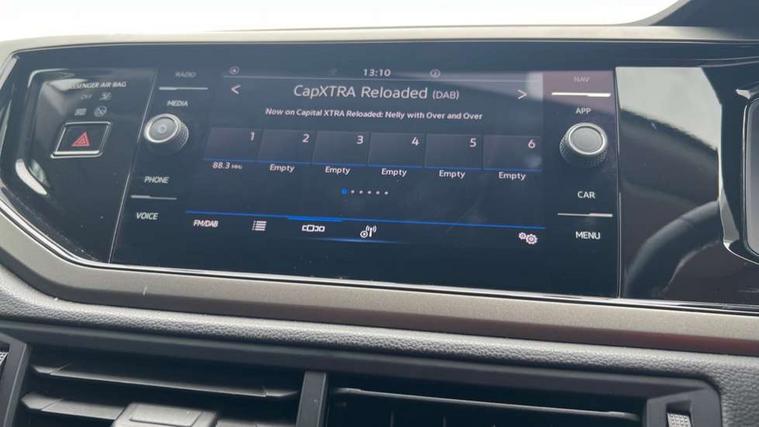 RADIO
13:10
NAV
PASSENGER AIR BAG
OFF
CapXTRA Reloaded (DAB)
MEDIA
APP
Now on Capital XTRA Reloaded: Nelly with Over and Over
1 2 3 4 5 6
88.3 MHz Empty Empty Empty Empty Empty
PHONE
CAR
VOICE
FM/DAB
MENU